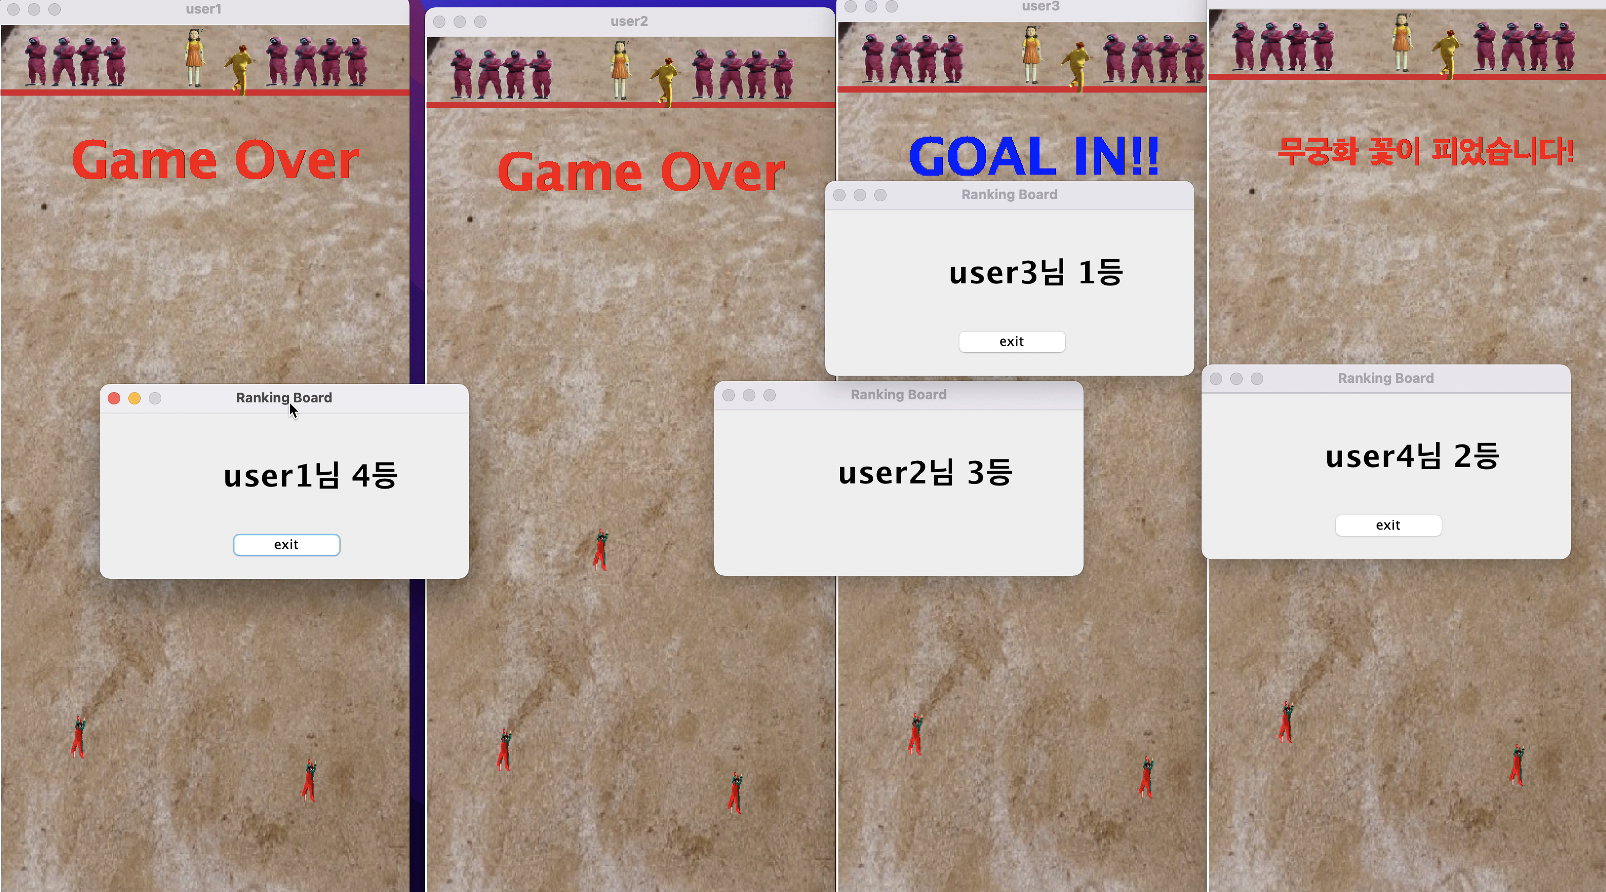 user1
Game Over
Ranking Board
user1님 4등
exit
user2
Game Over
Ranking Board
user2님 3등
user3
GOAL IN!!
Ranking Board
user3님 1등
exit
무궁화 꽃이 피었습니다!
Ranking Board
user4님 2등
exit